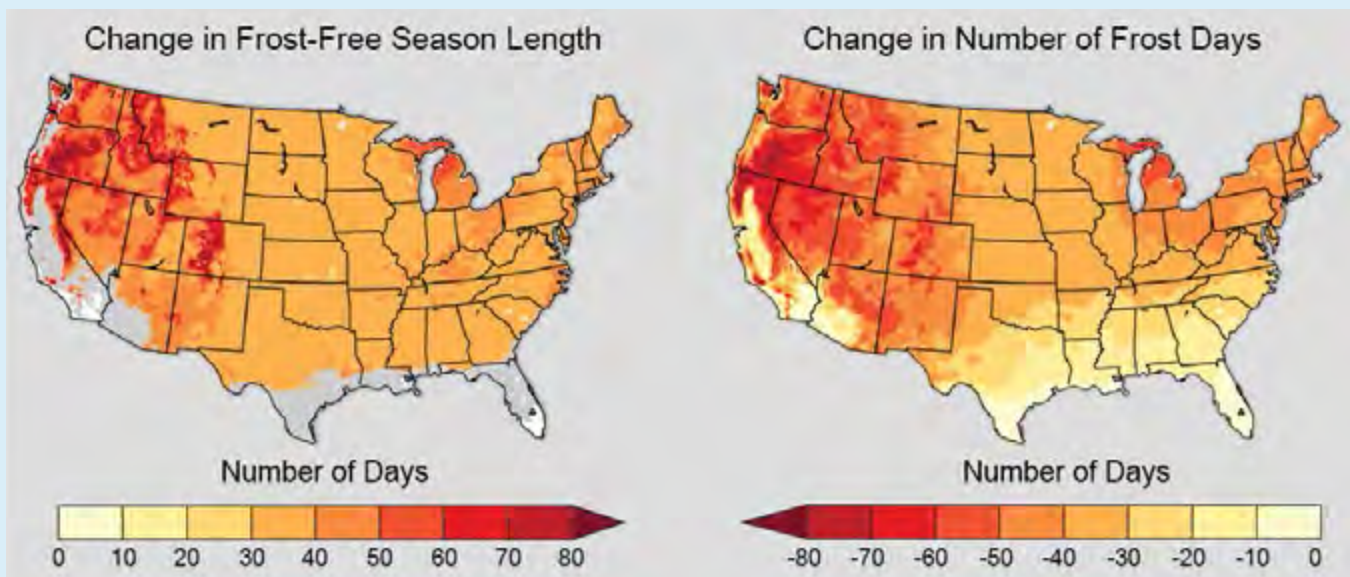 Change in Frost-Free Season Length
Number of Days
0 10 20 30 40 50 60 70 80
Change in Number of Frost Days
Number of Days
-80 -70 -60 -50 -40 -30 -20 -10 0